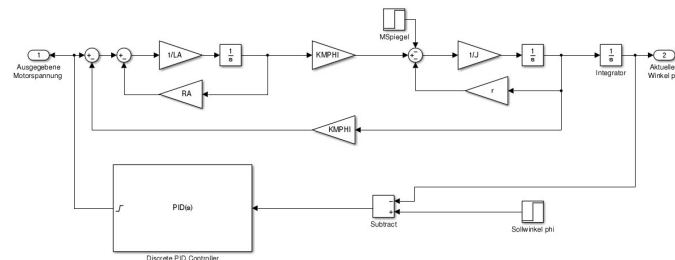 MSpiegel
1
Ausgegebene
Motorspannung
+
−
+
−
1/LA
1
s
KMPHI
−
+
−
1/J
1
s
1
s
Integrator
2
Aktueller
Winkel p
RA
r
KMPHI
PID(s)
Discrete PID Controller
−
+
Subtract
Sollwinkel phi